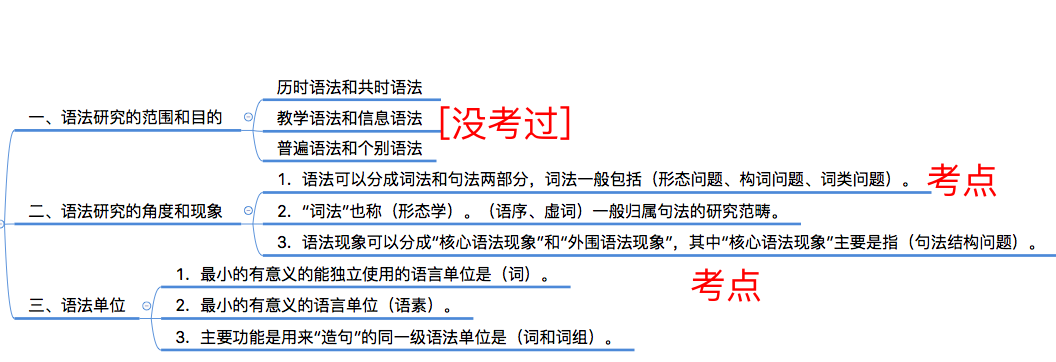 历时语法和共时语法
一、语法研究的范围和目的
教学语法和信息语法
[没考过]
普遍语法和个别语法
1. 语法可以分成词法和句法两部分，词法一般包括（形态问题、构词问题、词类问题）。
考点
二、语法研究的角度和现象
2. “词法”也称（形态学）。（语序、虚词）一般归属句法的研究范畴。
3. 语法现象可以分成“核心语法现象”和“外围语法现象”，其中“核心语法现象”主要是指（句法结构问题）。
1. 最小的有意义的能独立使用的语言单位是（词）。
考点
三、语法单位
2. 最小的有意义的语言单位（语素）。
3. 主要功能是用来“造句”的同一级语法单位是（词和词组）。